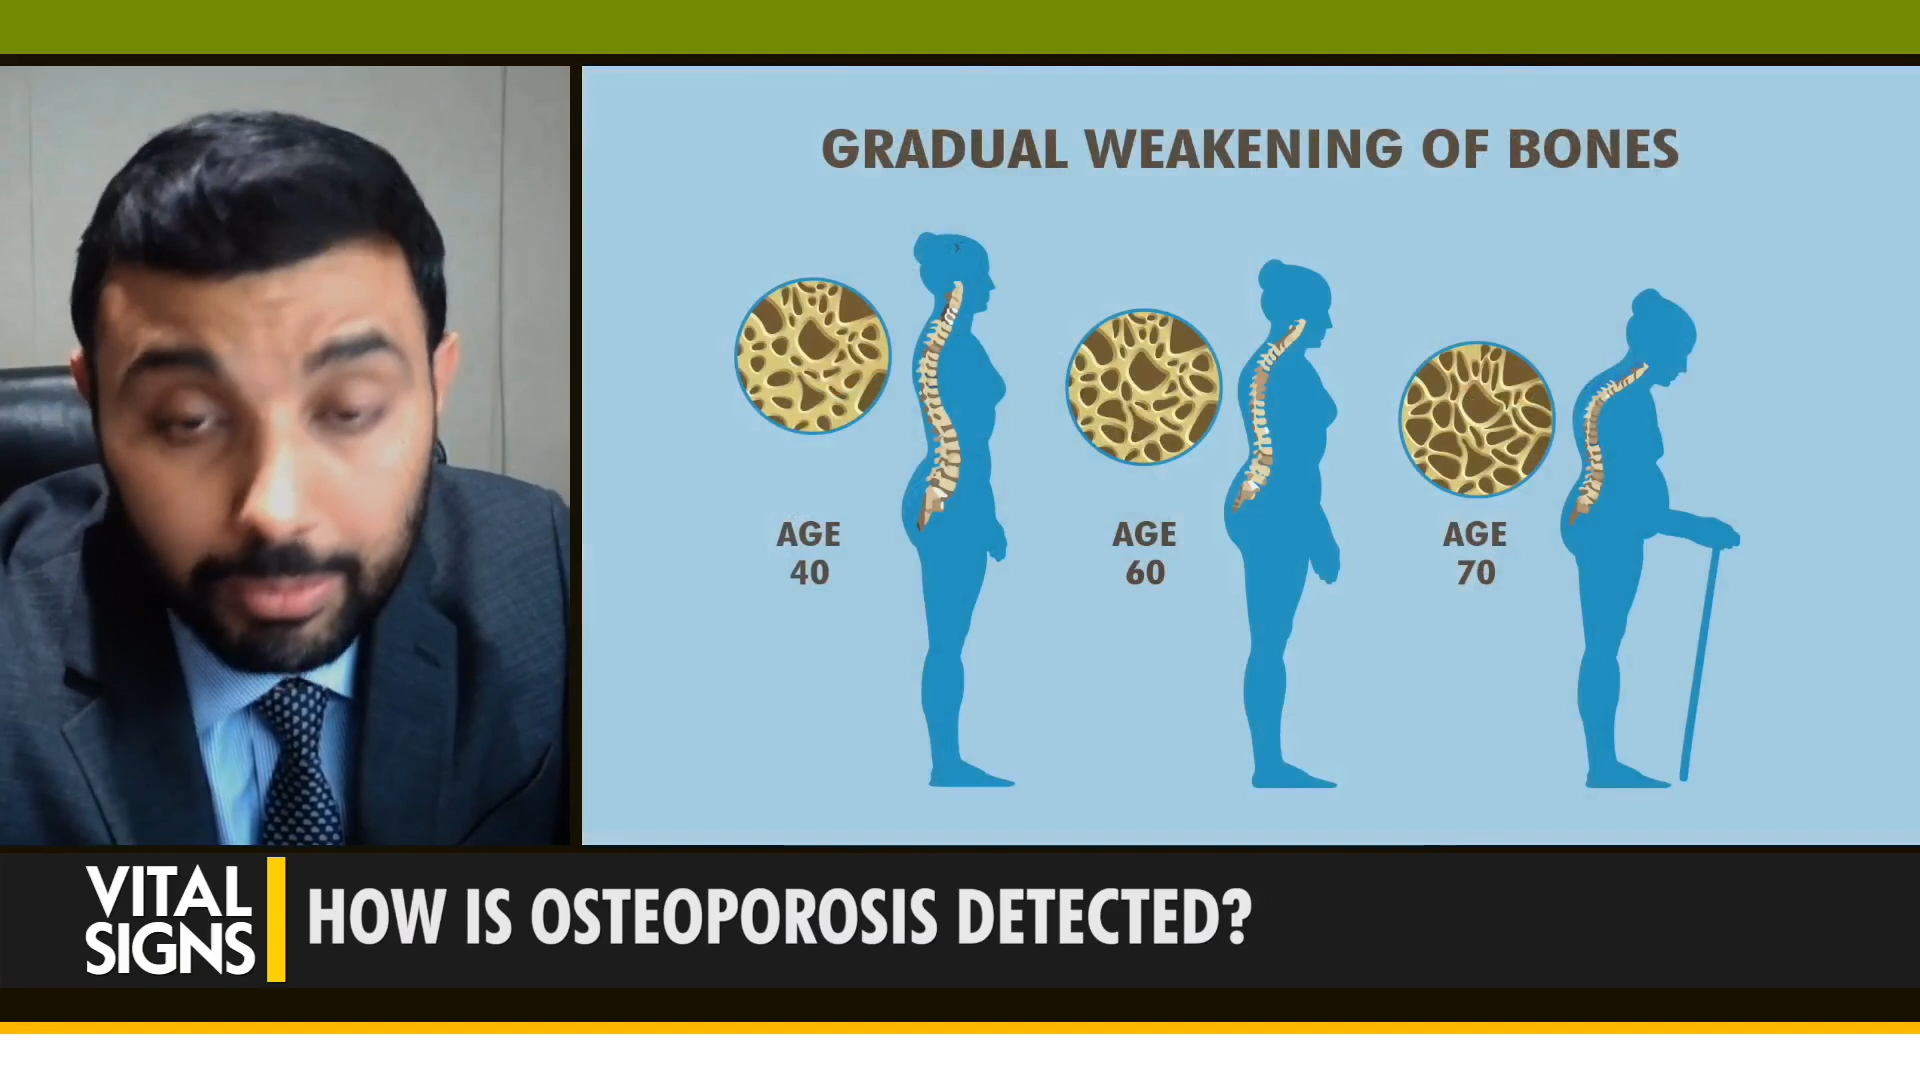 GRADUAL WEAKENING OF BONES
AGE
40
AGE
60
AGE
70
VITAL
SIGNS
HOW IS OSTEOPOROSIS DETECTED?